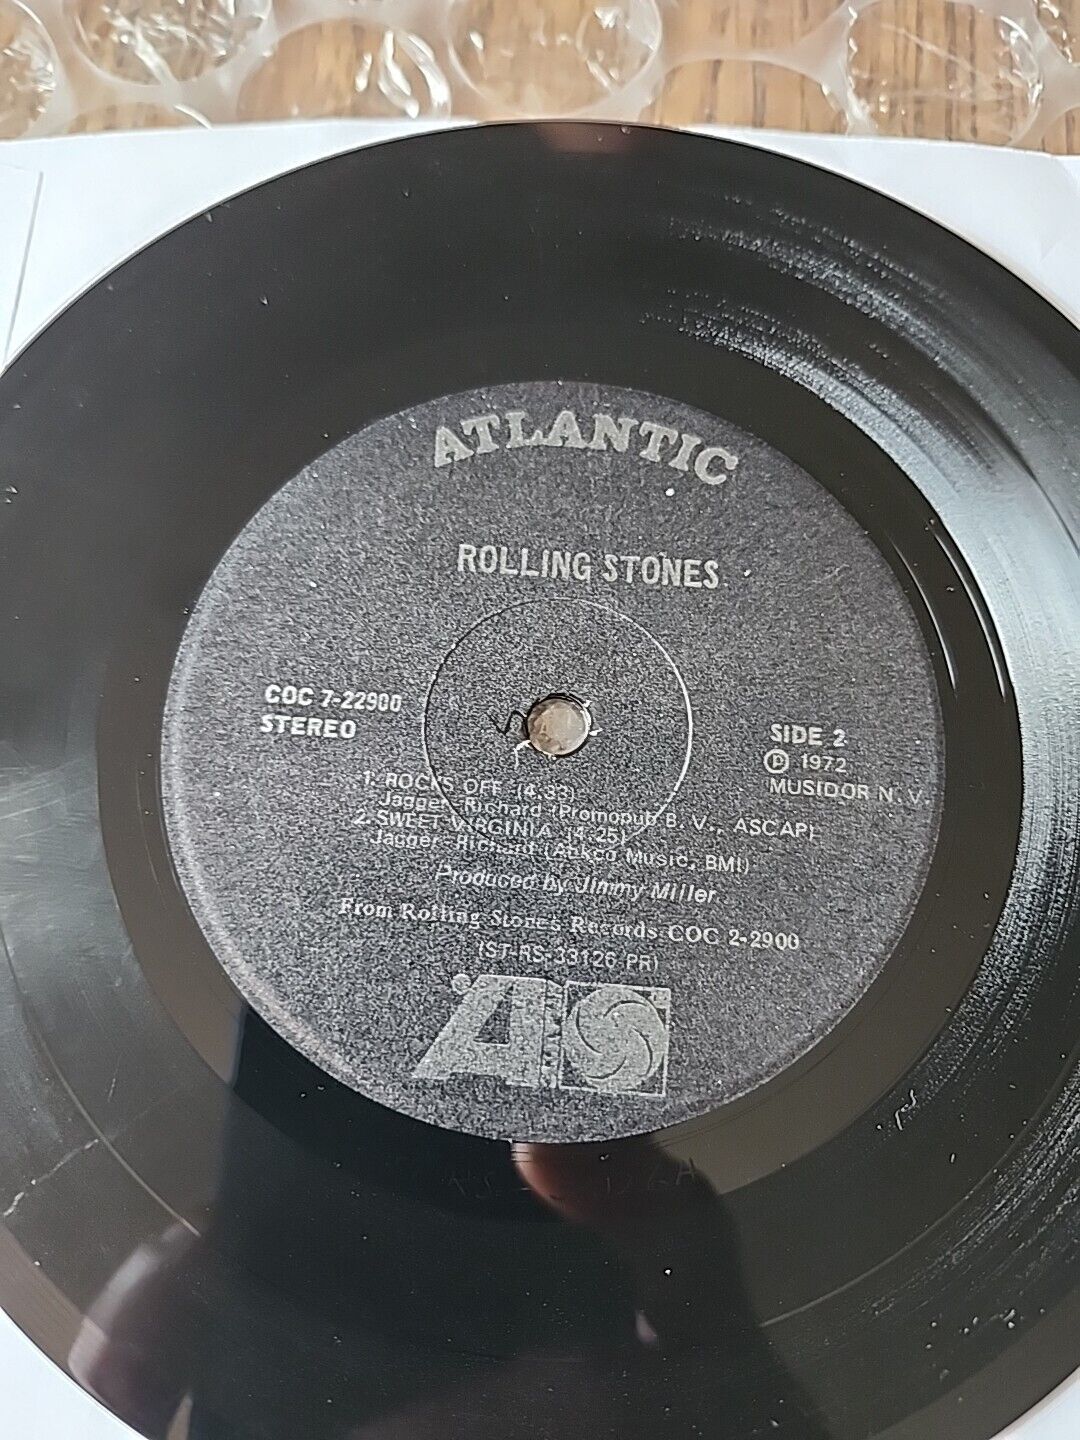 ATLANTIC
ROLLING STONES
COC 7-22900
STEREO
SIDE 2
Ⓟ 1972
MUSIDOR N.V.
1. ROCKS OFF (4.33)
Jagger-Richard (Promopub B. V., ASCAP)
2. SWEET VIRGINIA (4.25)
Jagger-Richard (Abkco Music, BMI)
Produced by Jimmy Miller
From Rolling Stones Records COC 2-2900
(ST-RS-33126 PR)